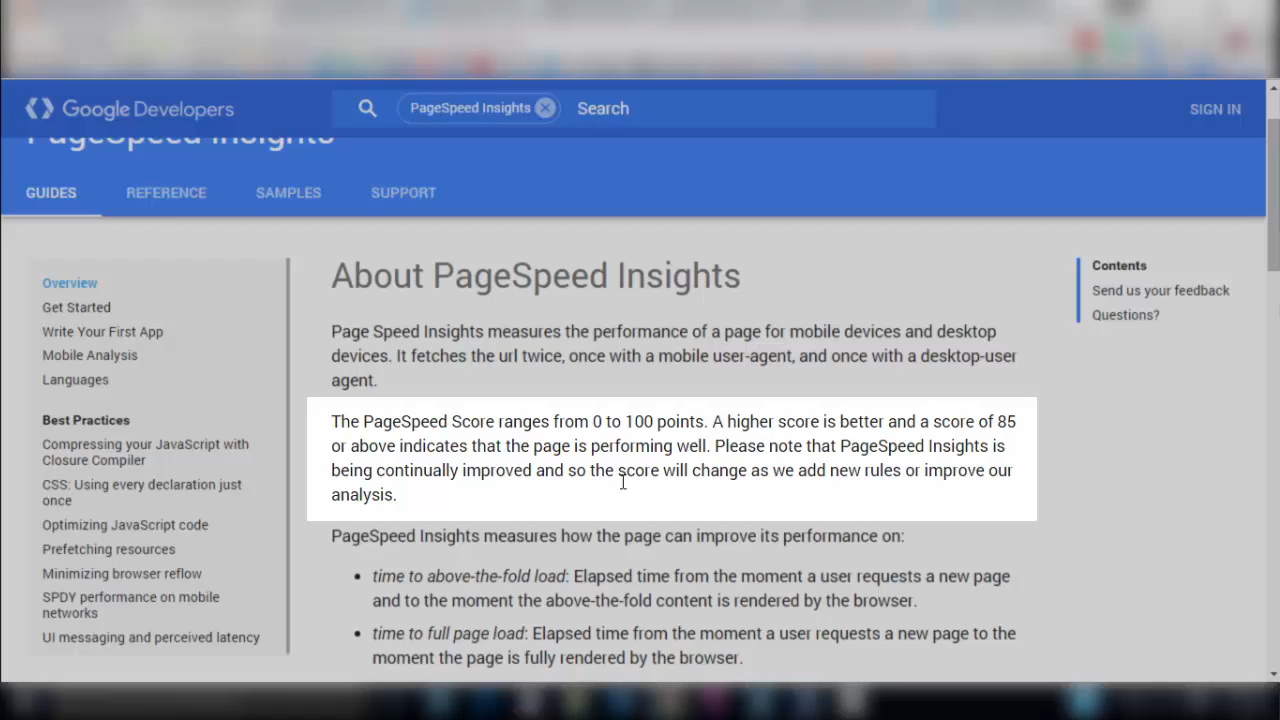 Google Developers
PageSpeed Insights
Search
SIGN IN
PageSpeed Insights
GUIDES
REFERENCE
SAMPLES
SUPPORT
Overview
Get Started
Write Your First App
Mobile Analysis
Languages
Best Practices
Compressing your JavaScript with
Closure Compiler
CSS: Using every declaration just
once
Optimizing JavaScript code
Prefetching resources
Minimizing browser reflow
SPDY performance on mobile
networks
UI messaging and perceived latency
About PageSpeed Insights
Page Speed Insights measures the performance of a page for mobile devices and desktop
devices. It fetches the url twice, once with a mobile user-agent, and once with a desktop-user
agent.
The PageSpeed Score ranges from 0 to 100 points. A higher score is better and a score of 85
or above indicates that the page is performing well. Please note that PageSpeed Insights is
being continually improved and so the score will change as we add new rules or improve our
analysis.
PageSpeed Insights measures how the page can improve its performance on:
• time to above-the-fold load: Elapsed time from the moment a user requests a new page
and to the moment the above-the-fold content is rendered by the browser.
• time to full page load: Elapsed time from the moment a user requests a new page to the
moment the page is fully rendered by the browser.
Contents
Send us your feedback
Questions?